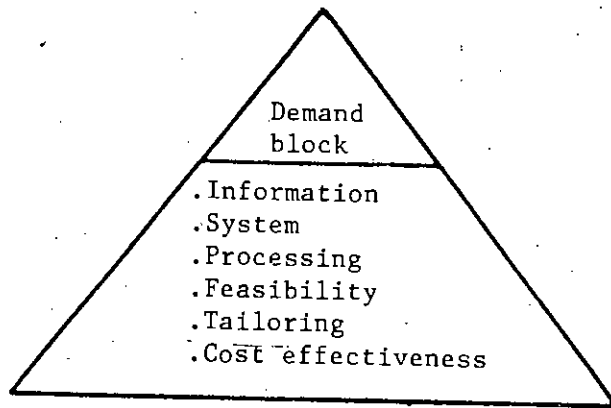 Demand
block
.Information
.System
.Processing
.Feasibility
.Tailoring
.Cost effectiveness